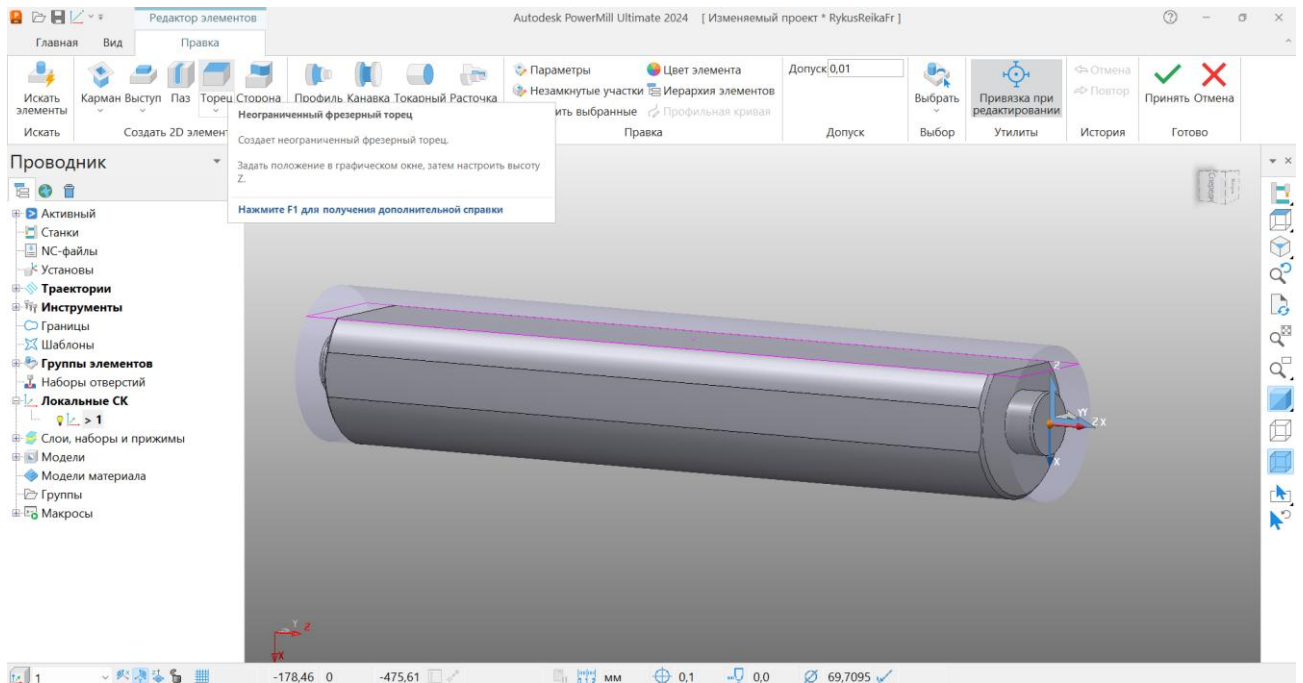 Редактор элементов
Autodesk PowerMill Ultimate 2024 [ Изменяемый проект * RykusReikaFr ]
Главная Вид Правка
Искать элементы
Карман Выступ Паз Торец Сторона
Профиль Канавка Токарный Расточка
Параметры Цвет элемента
Незамкнутые участки Иерархия элементов
ить выбранные Профильная кривая
Допуск 0,01
Выбрать
Привязка при редактировании
Отмена
Повтор
Принять Отмена
Искать Создать 2D элемент Правка Допуск Выбор Утилиты История Готово
Неограниченный фрезерный торец
Создает неограниченный фрезерный торец.
Задать положение в графическом окне, затем настроить высоту
Z.
Нажмите F1 для получения дополнительной справки
Проводник
Активный
Станки
NC-файлы
Установы
Траектории
Инструменты
Границы
Шаблоны
Группы элементов
Наборы отверстий
Локальные СК
> 1
Слои, наборы и прижимы
Модели
Модели материала
Группы
Макросы
Z
YY
Z X
X
Y Z
X
1 -178,46 0 -475,61 мм 0,1 0,0 69,7095